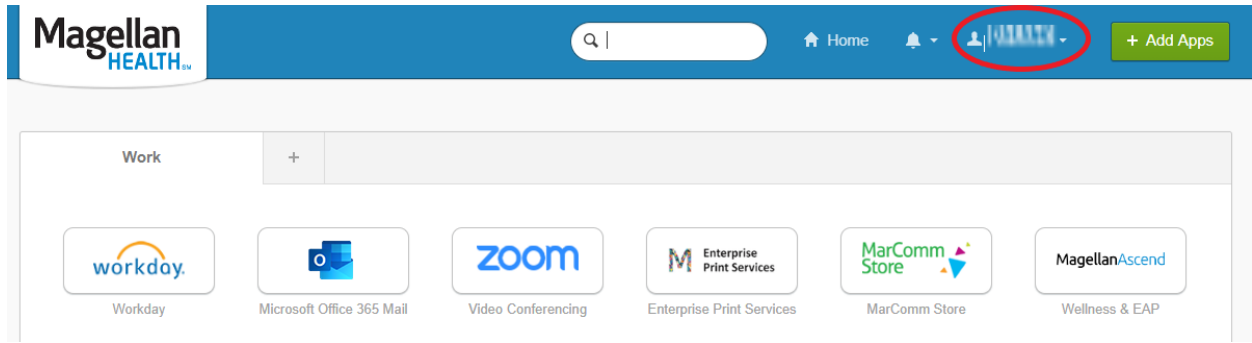 Magellan
HEALTH℠
Home
+ Add Apps
Work
+
workday.
O
zoom
M Enterprise
Print Services
MarComm
Store
MagellanAscend
Workday
Microsoft Office 365 Mail
Video Conferencing
Enterprise Print Services
MarComm Store
Wellness & EAP